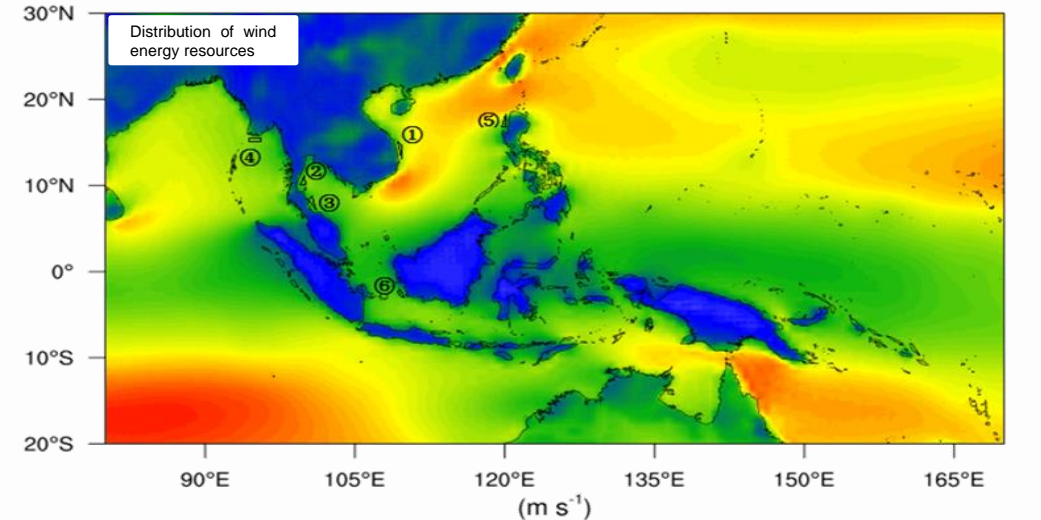 30°N
Distribution of wind
energy resources
20°N
⑤
①
④
②
10°N
③
0°
⑥
10°S
20°S
90°E 105°E 120°E 135°E 150°E 165°E
(m s⁻¹)